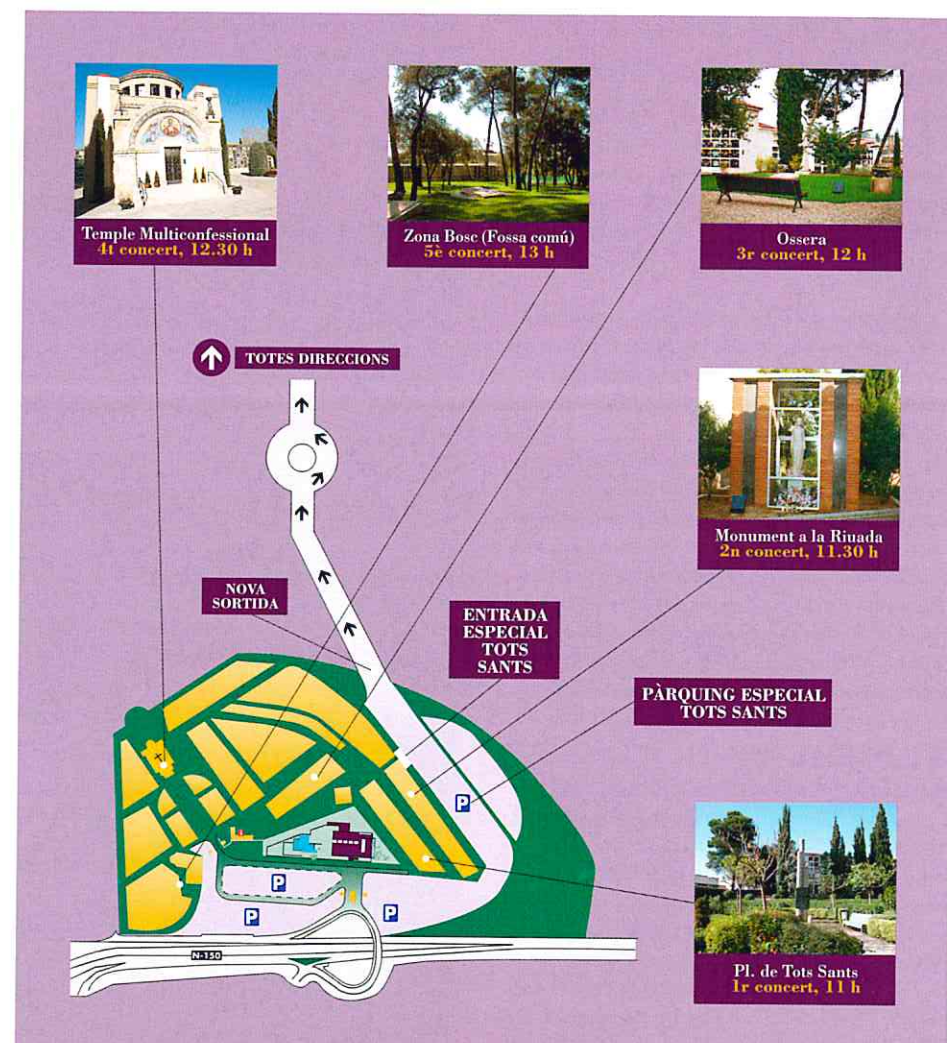 Temple Multiconfessional
4t concert, 12.30 h
Zona Bosc (Fossa comú)
5è concert, 13 h
Ossera
3r concert, 12 h
TOTES DIRECCIONS
Monument a la Riuada
2n concert, 11.30 h
NOVA
SORTIDA
ENTRADA
ESPECIAL
TOTS
SANTS
PÀRQUING ESPECIAL
TOTS SANTS
P
P
P
P
N-150
Pl. de Tots Sants
1r concert, 11 h